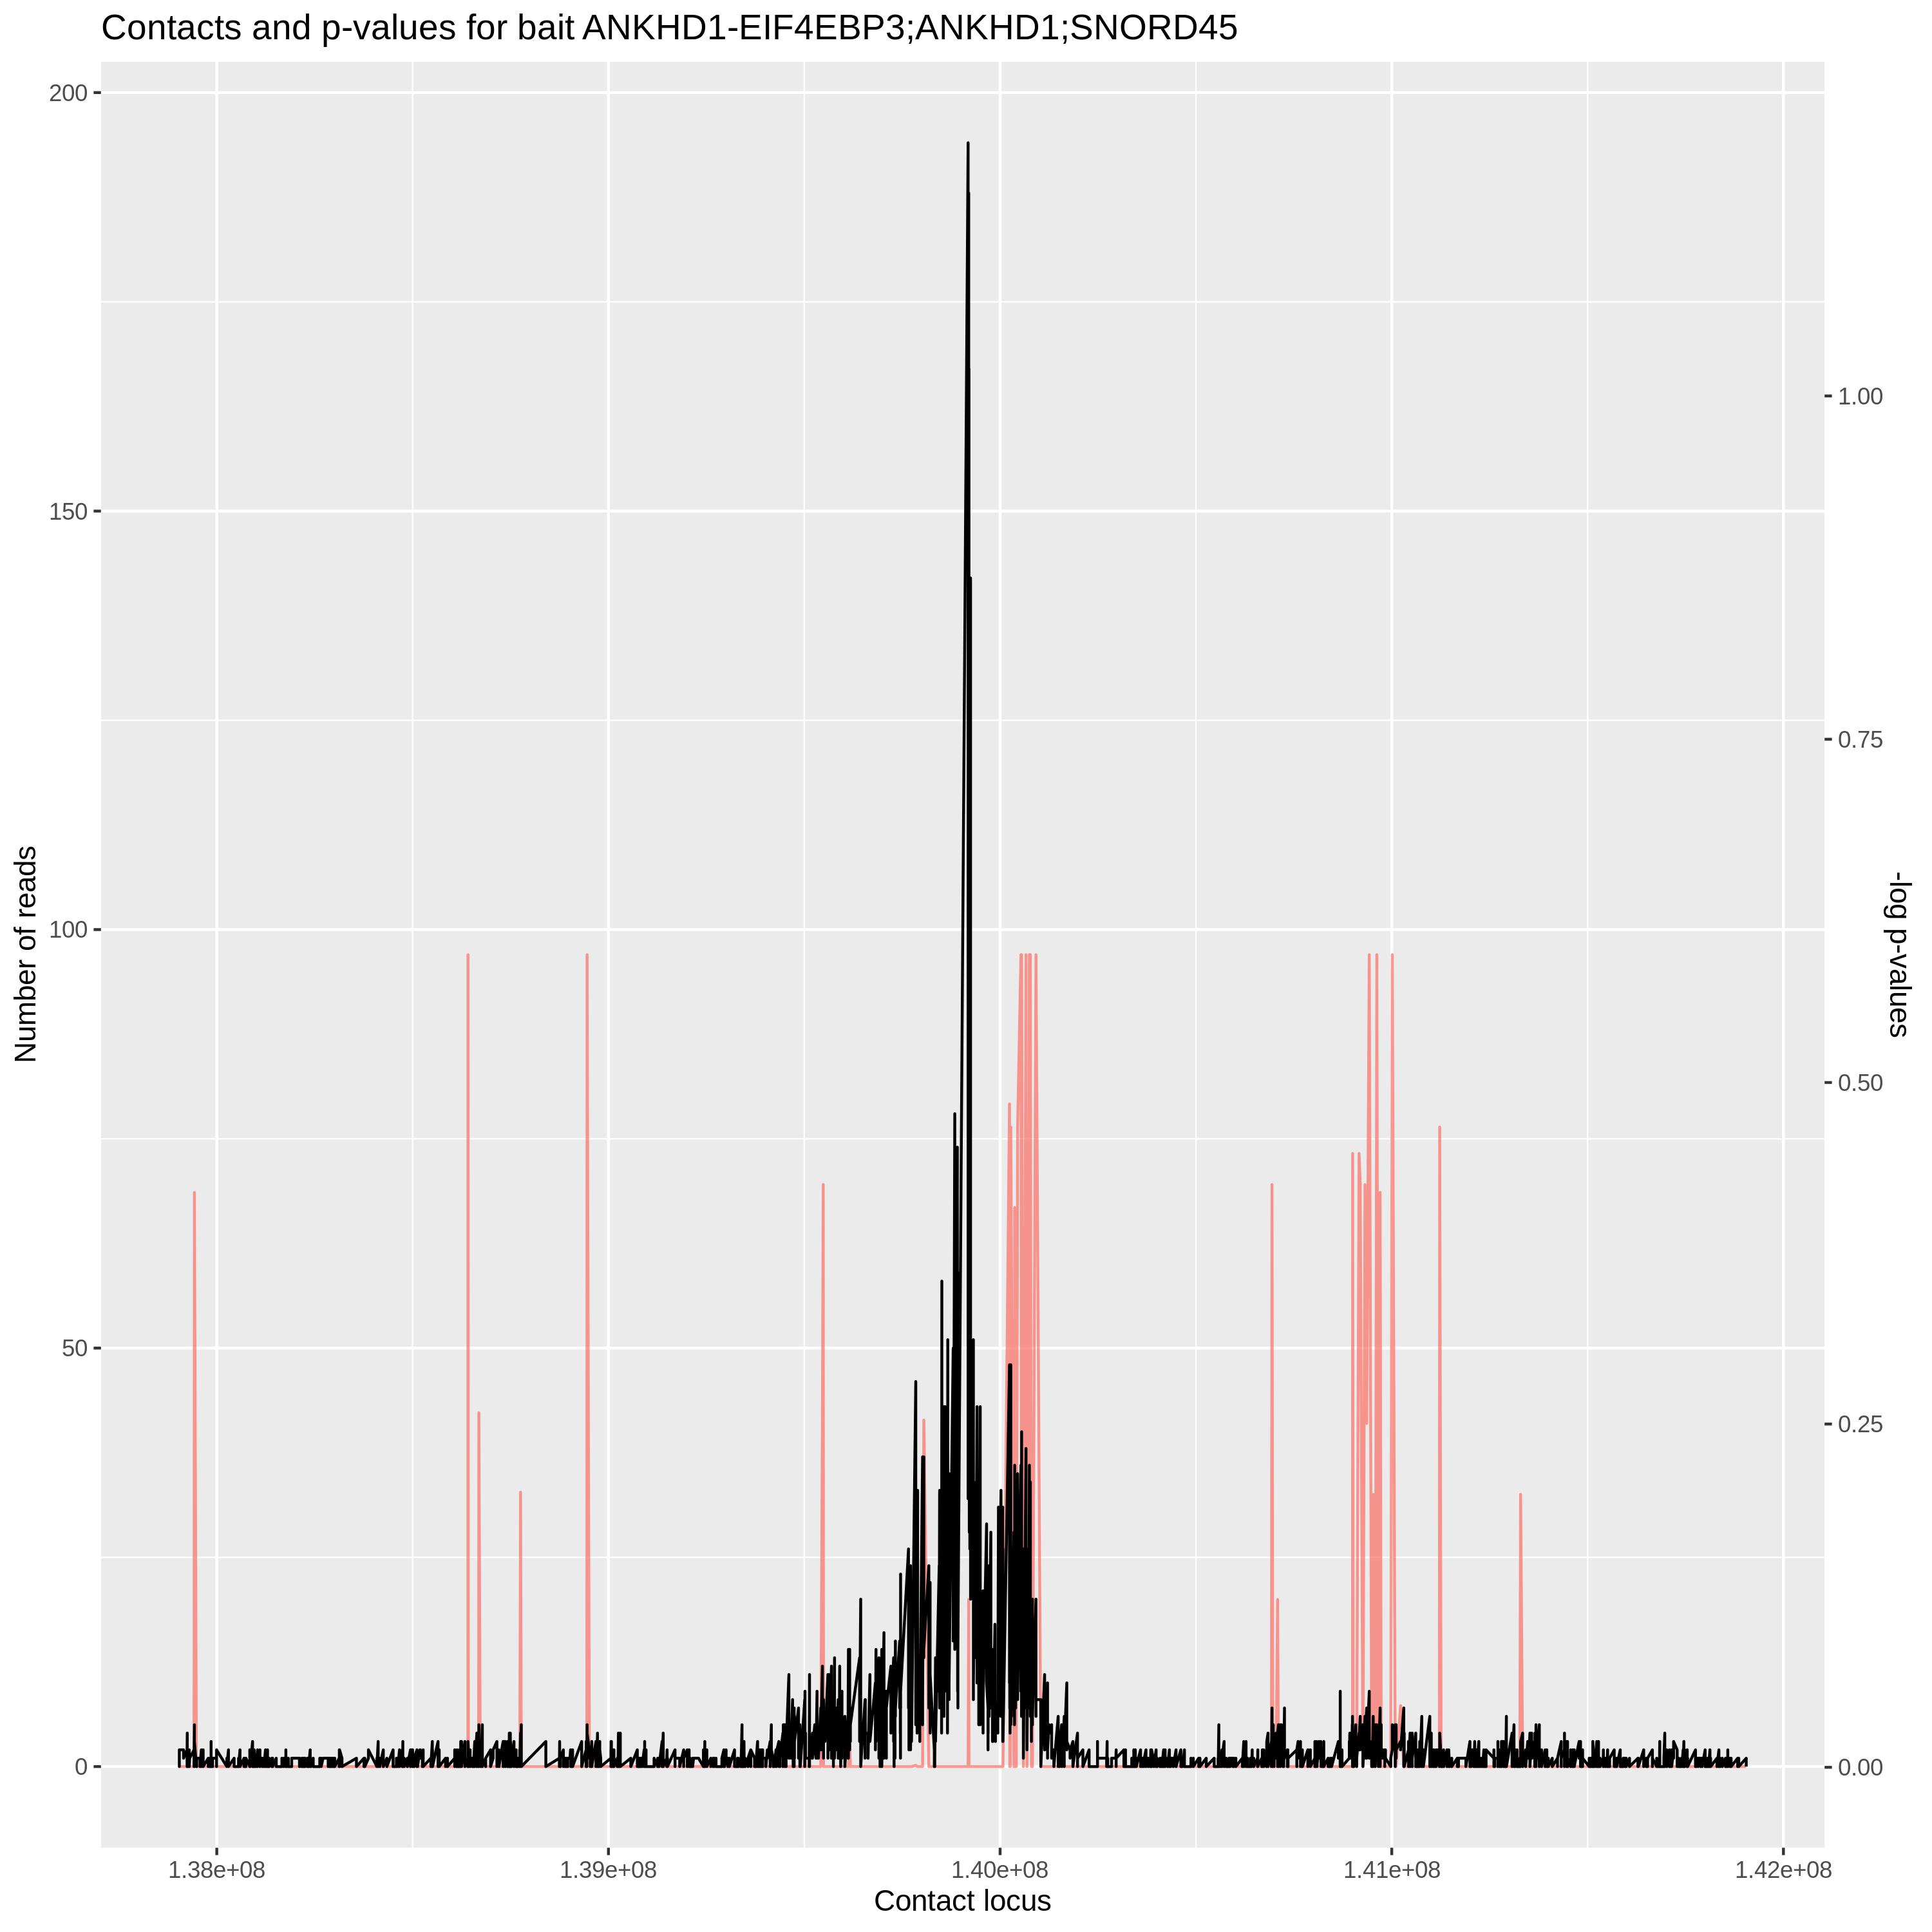 Contacts and p-values for bait ANKHD1-EIF4EBP3;ANKHD1;SNORD45
200
150
100
50
0
Number of reads
1.00
0.75
0.50
0.25
0.00
-log p-values
1.38e+08
1.39e+08
1.40e+08
1.41e+08
1.42e+08
Contact locus